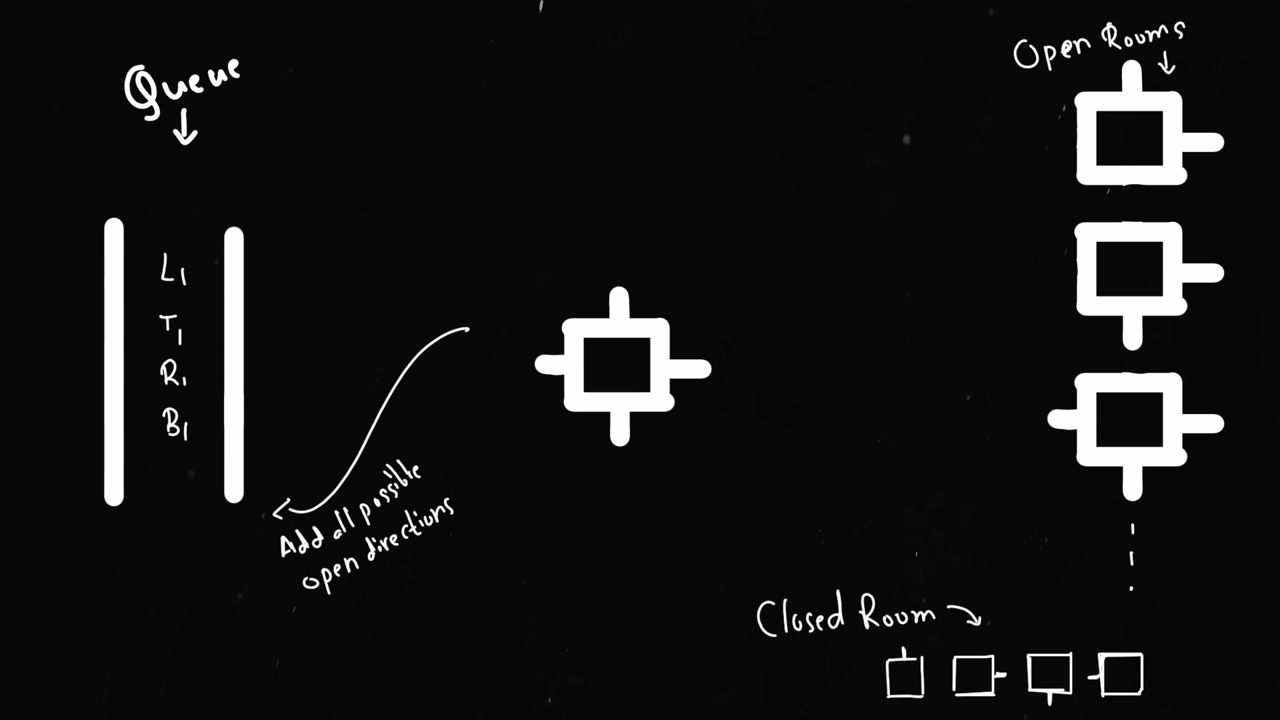 Queue
L1
T1
R1
B1
Add all possible
open directions
Open Rooms
Closed Room